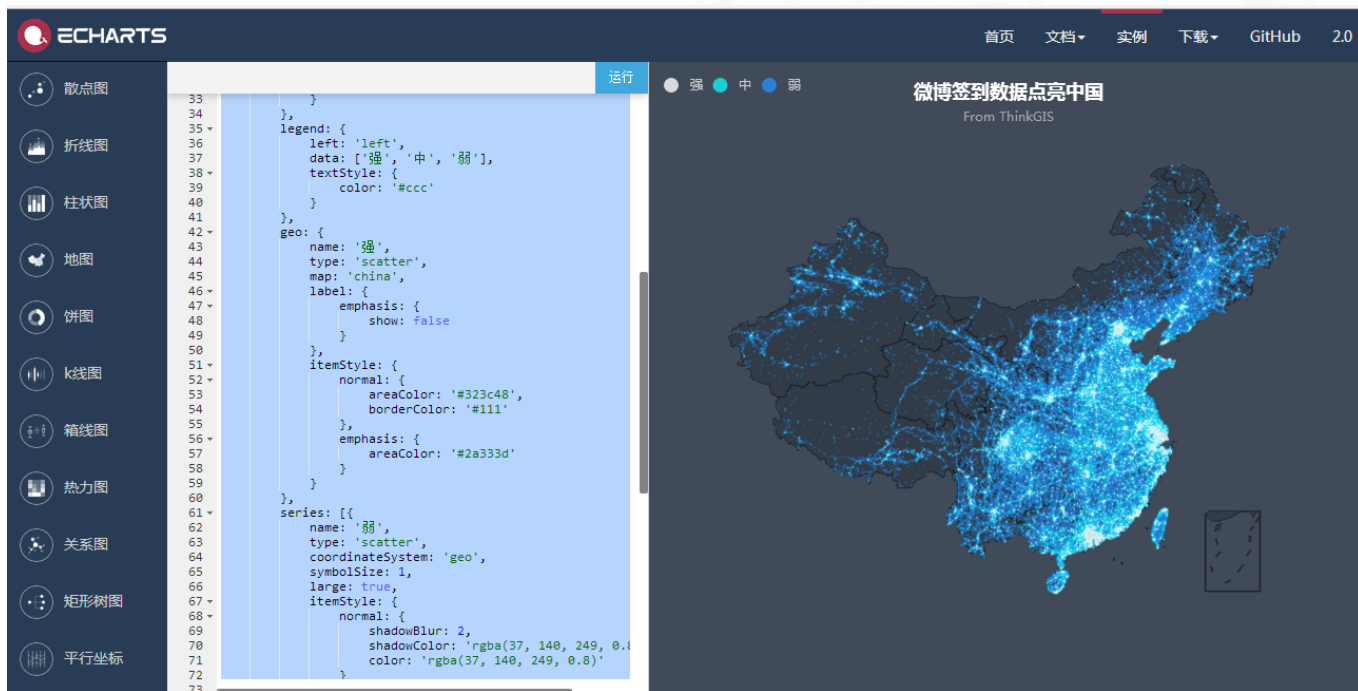 ECHARTS
首页 文档 实例 下载 GitHub 2.0
散点图
折线图
柱状图
地图
饼图
k线图
箱线图
热力图
关系图
矩形树图
平行坐标
运行
33 }
34 },
35 legend: {
36 left: 'left',
37 data: ['强', '中', '弱'],
38 textStyle: {
39 color: '#ccc'
40 }
41 },
42 geo: {
43 name: '强',
44 type: 'scatter',
45 map: 'china',
46 label: {
47 emphasis: {
48 show: false
49 }
50 },
51 itemStyle: {
52 normal: {
53 areaColor: '#323c48',
54 borderColor: '#111'
55 },
56 emphasis: {
57 areaColor: '#2a333d'
58 }
59 }
60 },
61 series: [{
62 name: '弱',
63 type: 'scatter',
64 coordinateSystem: 'geo',
65 symbolSize: 1,
66 large: true,
67 itemStyle: {
68 normal: {
69 shadowBlur: 2,
70 shadowColor: 'rgba(37, 140, 249, 0.8
71 color: 'rgba(37, 140, 249, 0.8)'
72 }
73
强 中 弱
微博签到数据点亮中国
From ThinkGIS